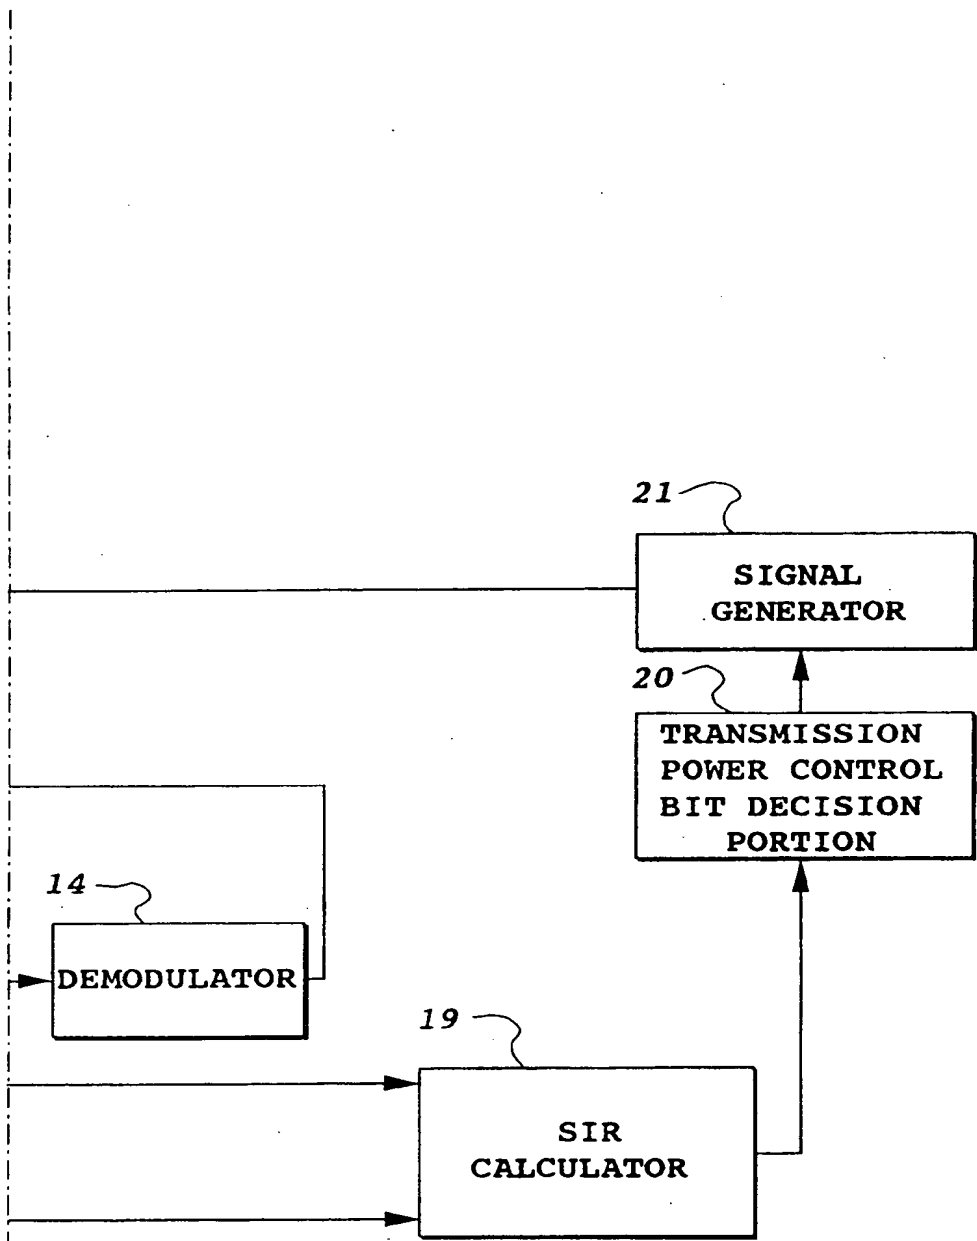 21
SIGNAL
GENERATOR
20
TRANSMISSION
POWER CONTROL
BIT DECISION
PORTION
14
DEMODULATOR
19
SIR
CALCULATOR